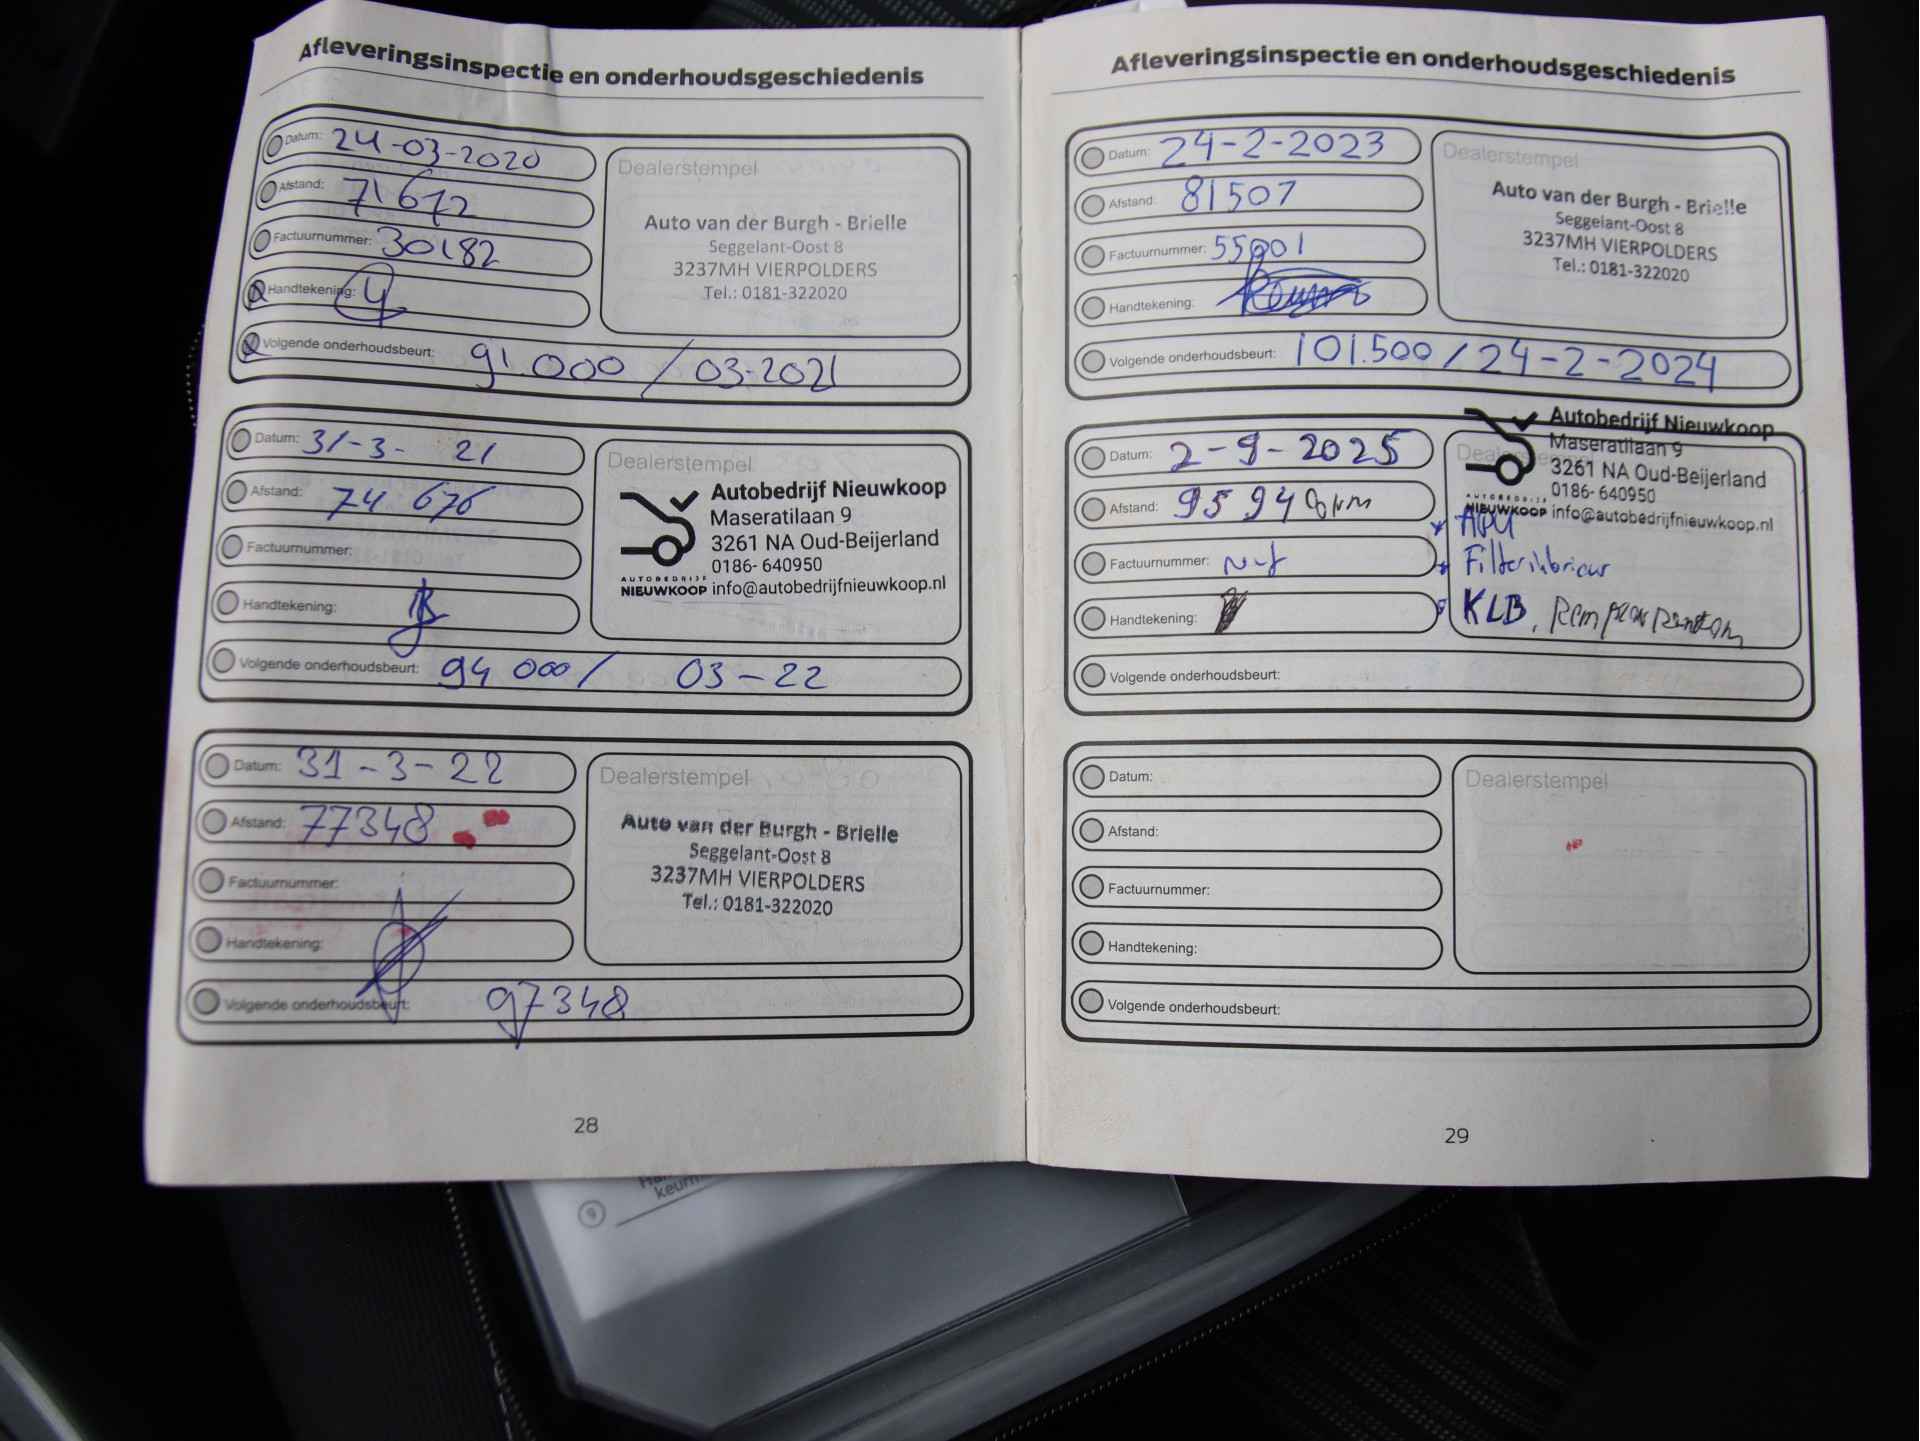 Afleveringsinspectie en onderhoudsgeschiedenis
Datum: 24-03-2020
Afstand: 71672
Factuurnummer: 30182
Handtekening:
Volgende onderhoudsbeurt: 91.000 / 03-2021
Dealerstempel
Auto van der Burgh - Brielle
Seggelant-Oost 8
3237MH VIERPOLDERS
Tel.: 0181-322020
Datum: 31-3- 21
Afstand: 74 676
Factuurnummer:
Handtekening:
Volgende onderhoudsbeurt: 94 000 / 03-22
Dealerstempel
Autobedrijf Nieuwkoop
Maseratilaan 9
3261 NA Oud-Beijerland
0186- 640950
info@autobedrijfnieuwkoop.nl
AUTOBEDRIJF
NIEUWKOOP
Datum: 31-3-22
Afstand: 77348
Factuurnummer:
Handtekening:
Volgende onderhoudsbeurt: 97348
Dealerstempel
Auto van der Burgh - Brielle
Seggelant-Oost 8
3237MH VIERPOLDERS
Tel.: 0181-322020
28
Afleveringsinspectie en onderhoudsgeschiedenis
Datum: 24-2-2023
Afstand: 81507
Factuurnummer: 55901
Handtekening:
Volgende onderhoudsbeurt: 101.500 / 24-2-2024
Dealerstempel
Auto van der Burgh - Brielle
Seggelant-Oost 8
3237MH VIERPOLDERS
Tel.: 0181-322020
Datum: 2-9-2025
Afstand: 95940 km
Factuurnummer:
Handtekening:
Volgende onderhoudsbeurt:
Autobedrijf Nieuwkoop
Maseratilaan 9
3261 NA Oud-Beijerland
0186- 640950
info@autobedrijfnieuwkoop.nl
AUTOBEDRIJF
NIEUWKOOP
APU
KLB,
Datum:
Afstand:
Factuurnummer:
Handtekening:
Volgende onderhoudsbeurt:
Dealerstempel
29
9
keurm